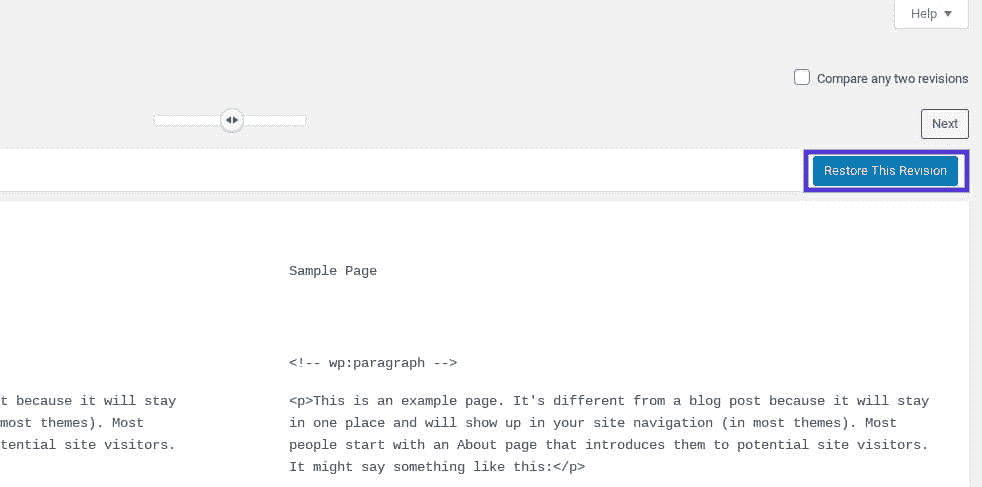 Help
Compare any two revisions
Next
Restore This Revision
Sample Page
<!-- wp:paragraph -->
t because it will stay
most themes). Most
tential site visitors.
<p>This is an example page. It's different from a blog post because it will stay
in one place and will show up in your site navigation (in most themes). Most
people start with an About page that introduces them to potential site visitors.
It might say something like this:</p>